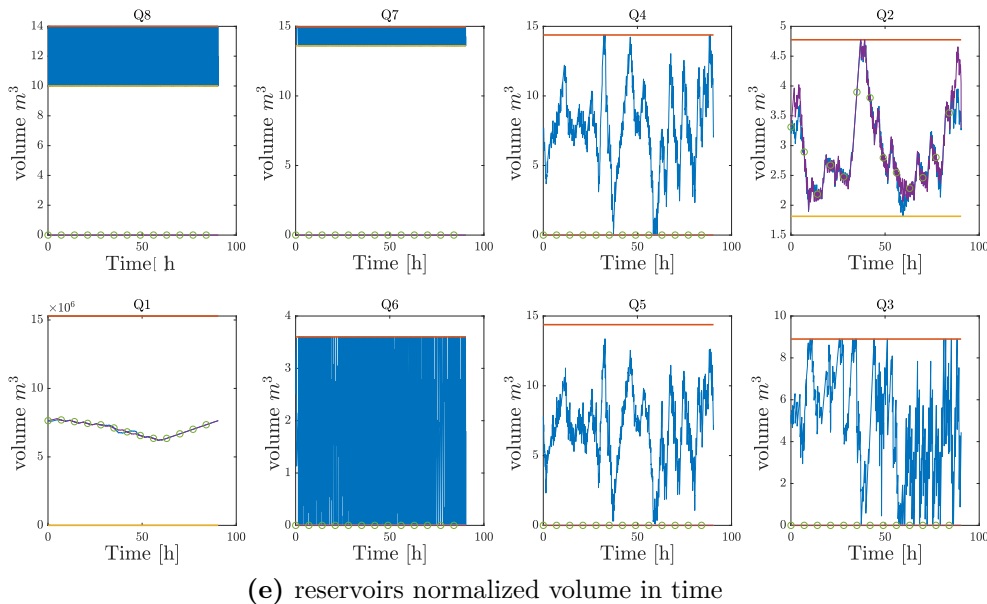 Q8 Q7 Q4 Q2
14 15 15 5
12 4.5
10 10 10 4
8 3.5
6 3
4 5 5 2.5
2 2
0 0 0 1.5
volume m³ volume m³ volume m³ volume m³
0 50 100 0 50 100 0 50 100 0 50 100
Time[ h Time [h] Time [h] Time [h]
×10⁶ Q1 Q6 Q5 Q3
15 4 15 10
3 8
10 10 6
2
5 1 5 4
2
0 0 0 0
volume m³ volume m³ volume m³ volume m³
0 50 100 0 50 100 0 50 100 0 50 100
Time [h] Time [h] Time [h] Time [h]
(e) reservoirs normalized volume in time